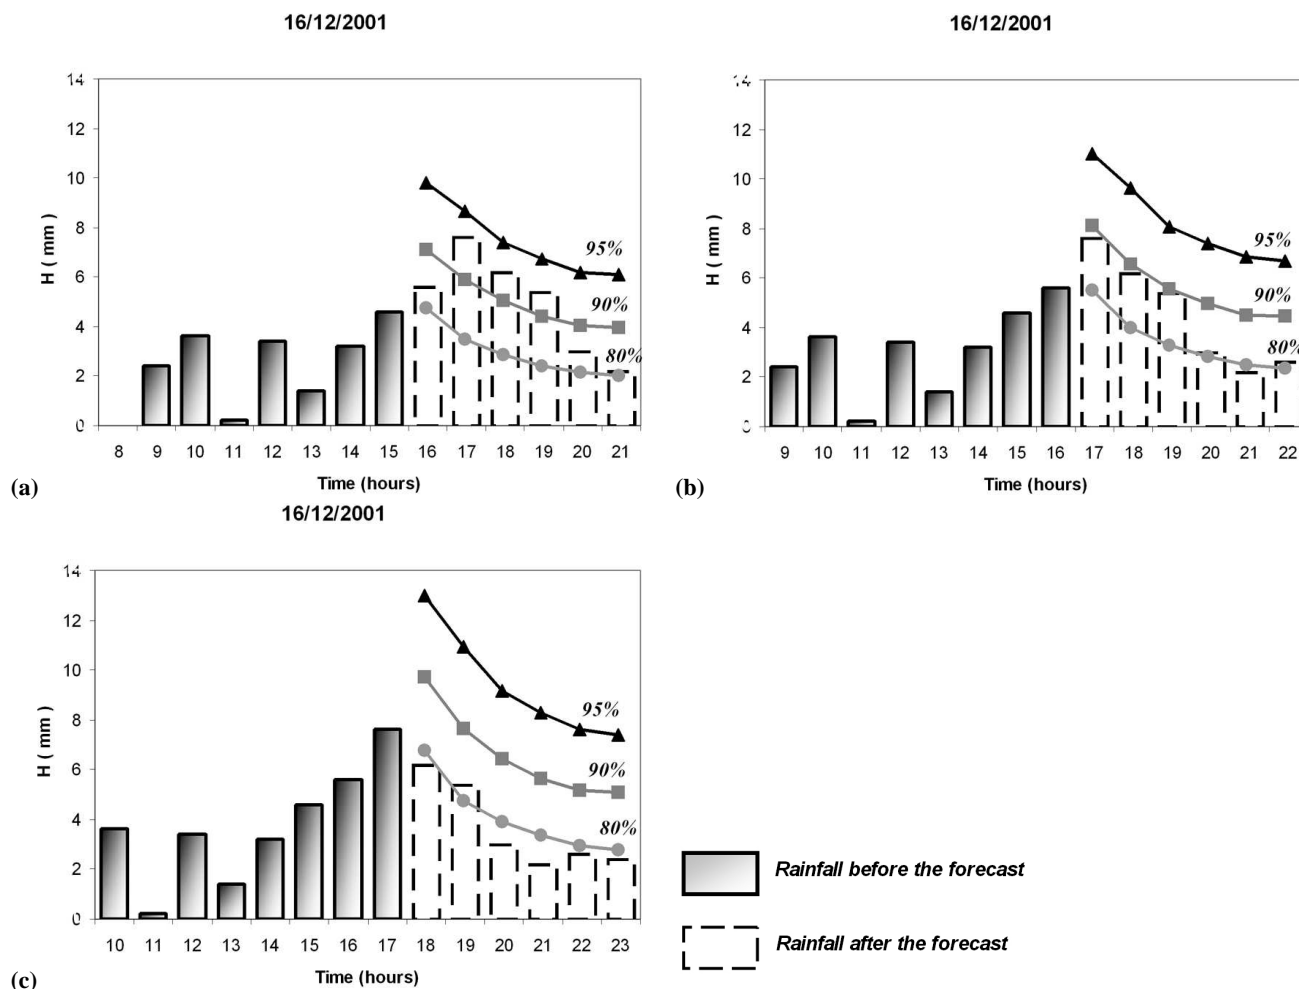 16/12/2001
14
12
10
8
6
4
2
0
H ( mm )
95%
90%
80%
8 9 10 11 12 13 14 15 16 17 18 19 20 21
Time (hours)
(a)
16/12/2001
14
12
10
8
6
4
2
0
H ( mm )
95%
90%
80%
9 10 11 12 13 14 15 16 17 18 19 20 21 22
Time (hours)
(b)
16/12/2001
14
12
10
8
6
4
2
0
H ( mm )
95%
90%
80%
10 11 12 13 14 15 16 17 18 19 20 21 22 23
Time (hours)
(c)
Rainfall before the forecast
Rainfall after the forecast